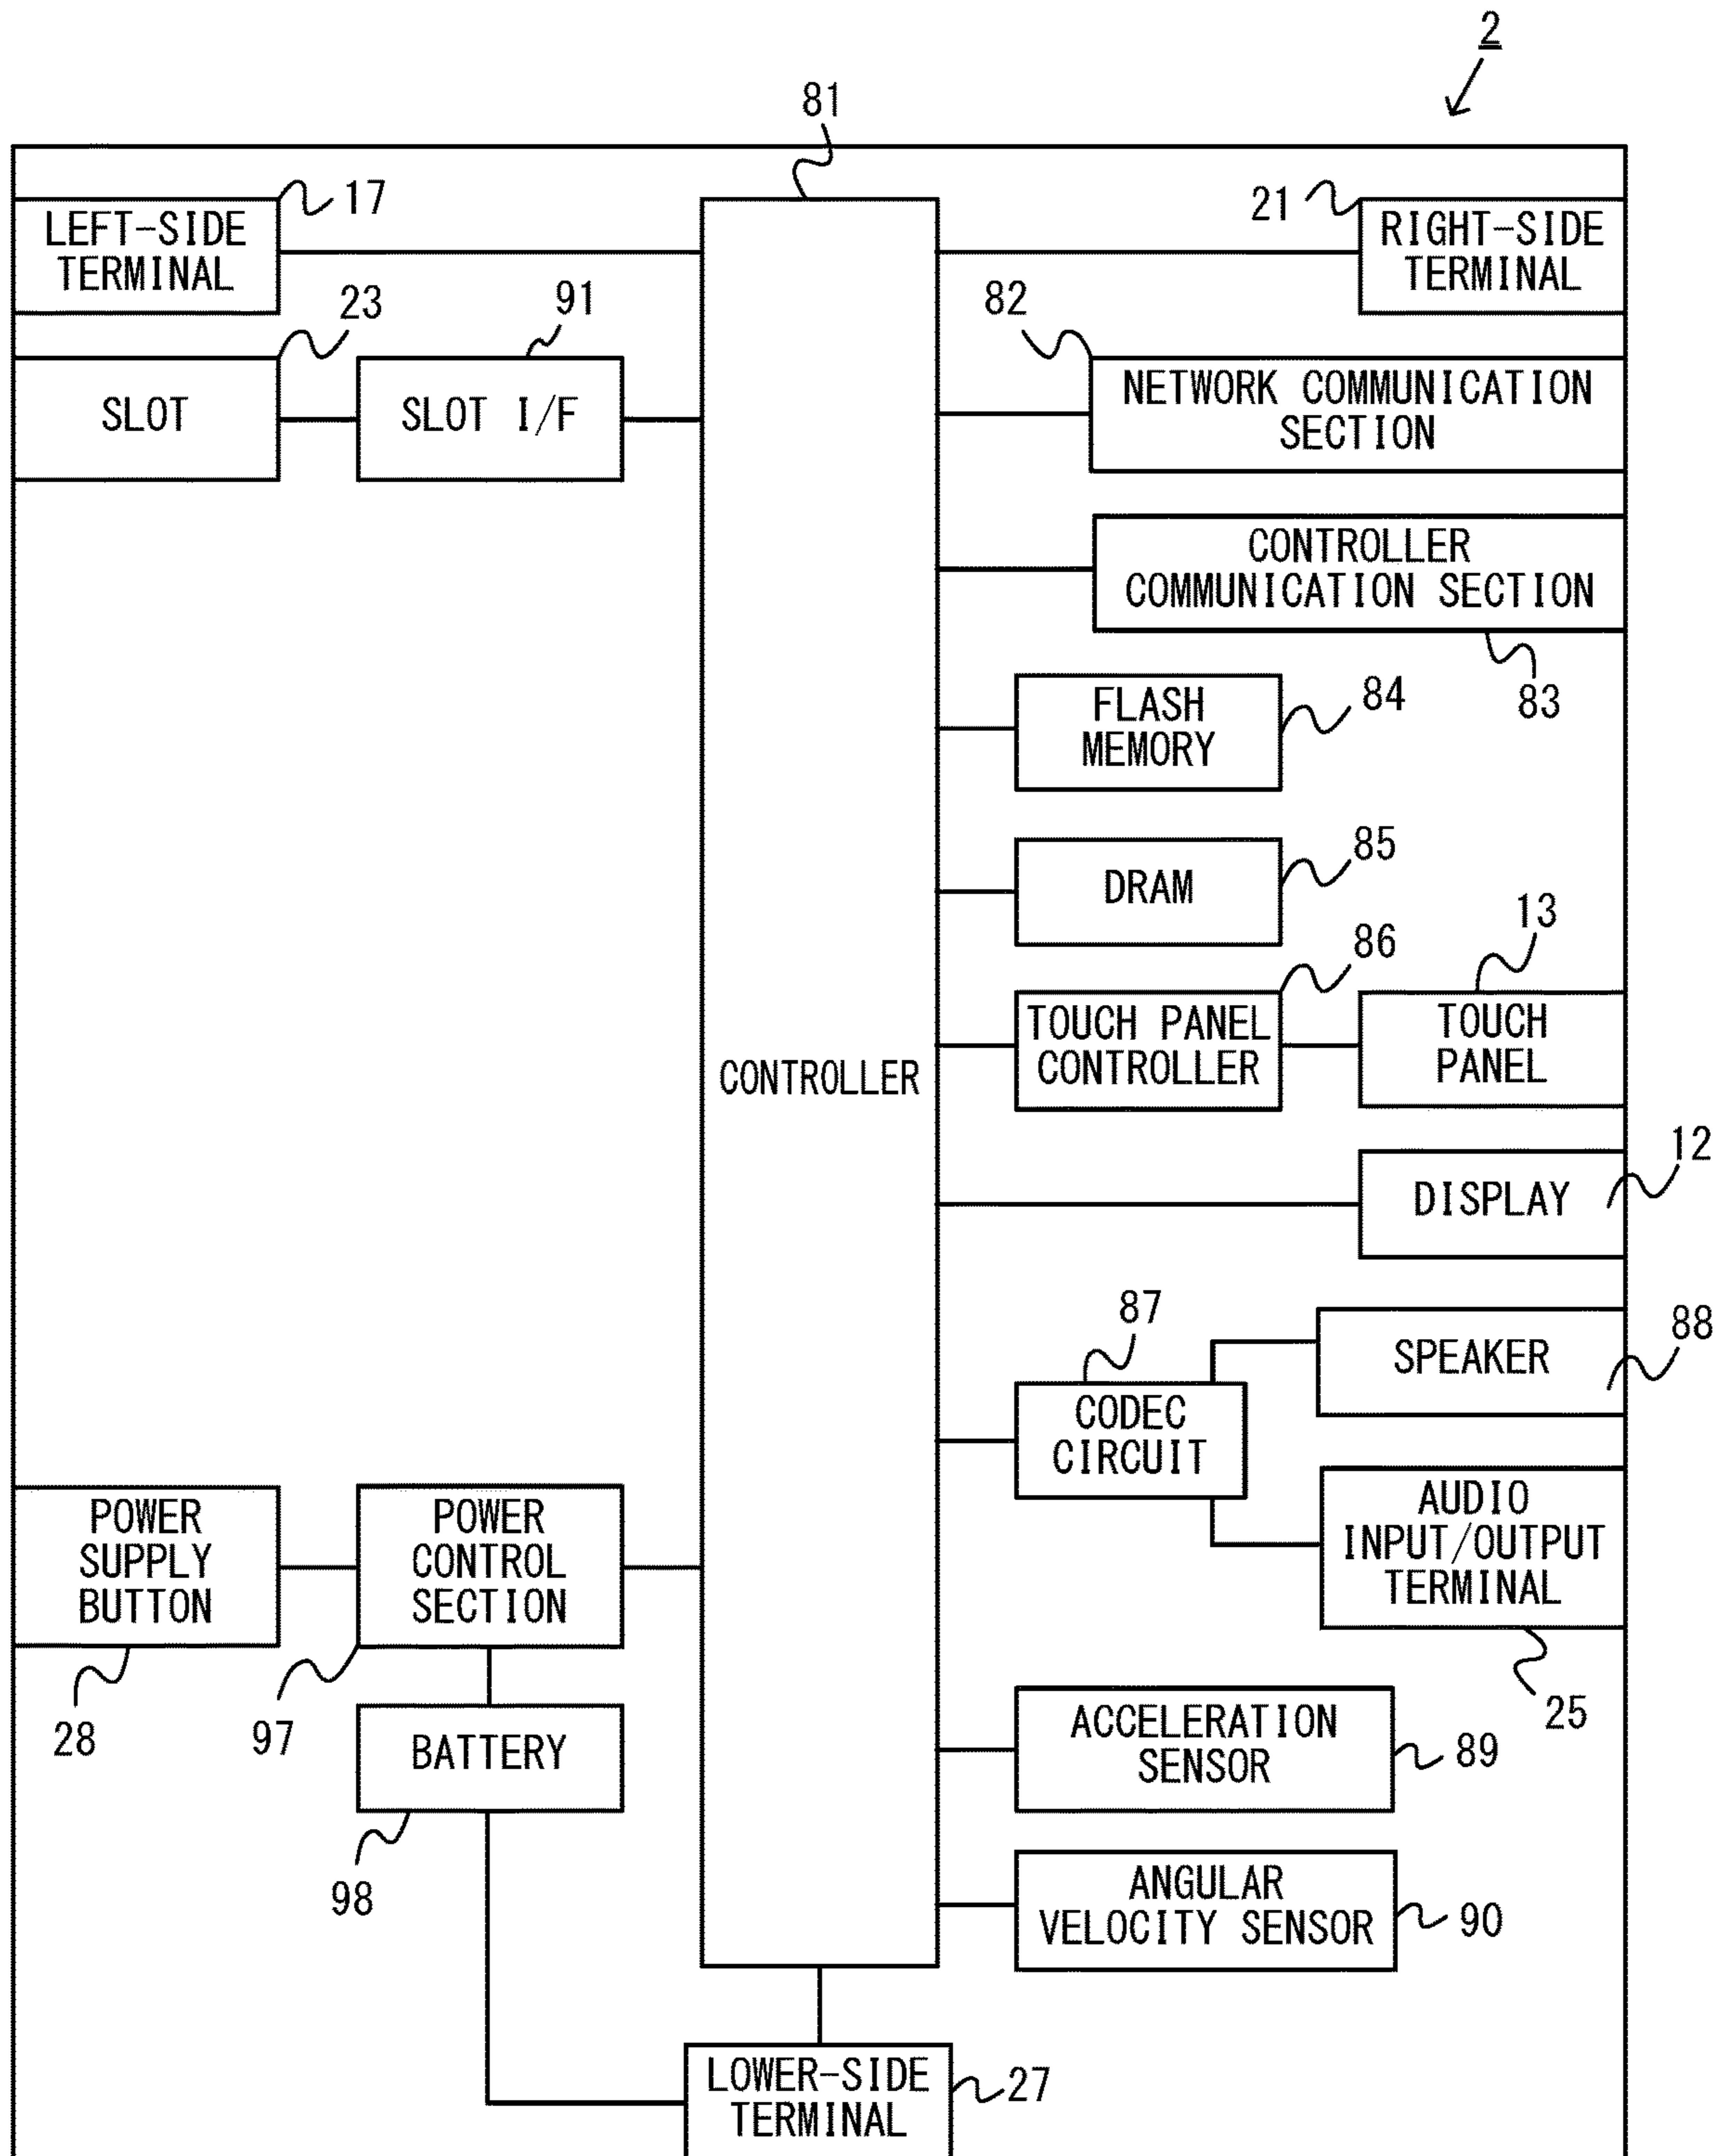 2
81
17
LEFT-SIDE
TERMINAL
21
RIGHT-SIDE
TERMINAL
23
SLOT
91
SLOT I/F
82
NETWORK COMMUNICATION
SECTION
CONTROLLER
COMMUNICATION SECTION
83
FLASH
MEMORY
84
DRAM
85
86
TOUCH PANEL
CONTROLLER
13
TOUCH
PANEL
CONTROLLER
12
DISPLAY
87
CODEC
CIRCUIT
88
SPEAKER
AUDIO
INPUT/OUTPUT
TERMINAL
25
POWER
SUPPLY
BUTTON
28
POWER
CONTROL
SECTION
97
BATTERY
98
ACCELERATION
SENSOR
89
ANGULAR
VELOCITY SENSOR
90
LOWER-SIDE
TERMINAL
27